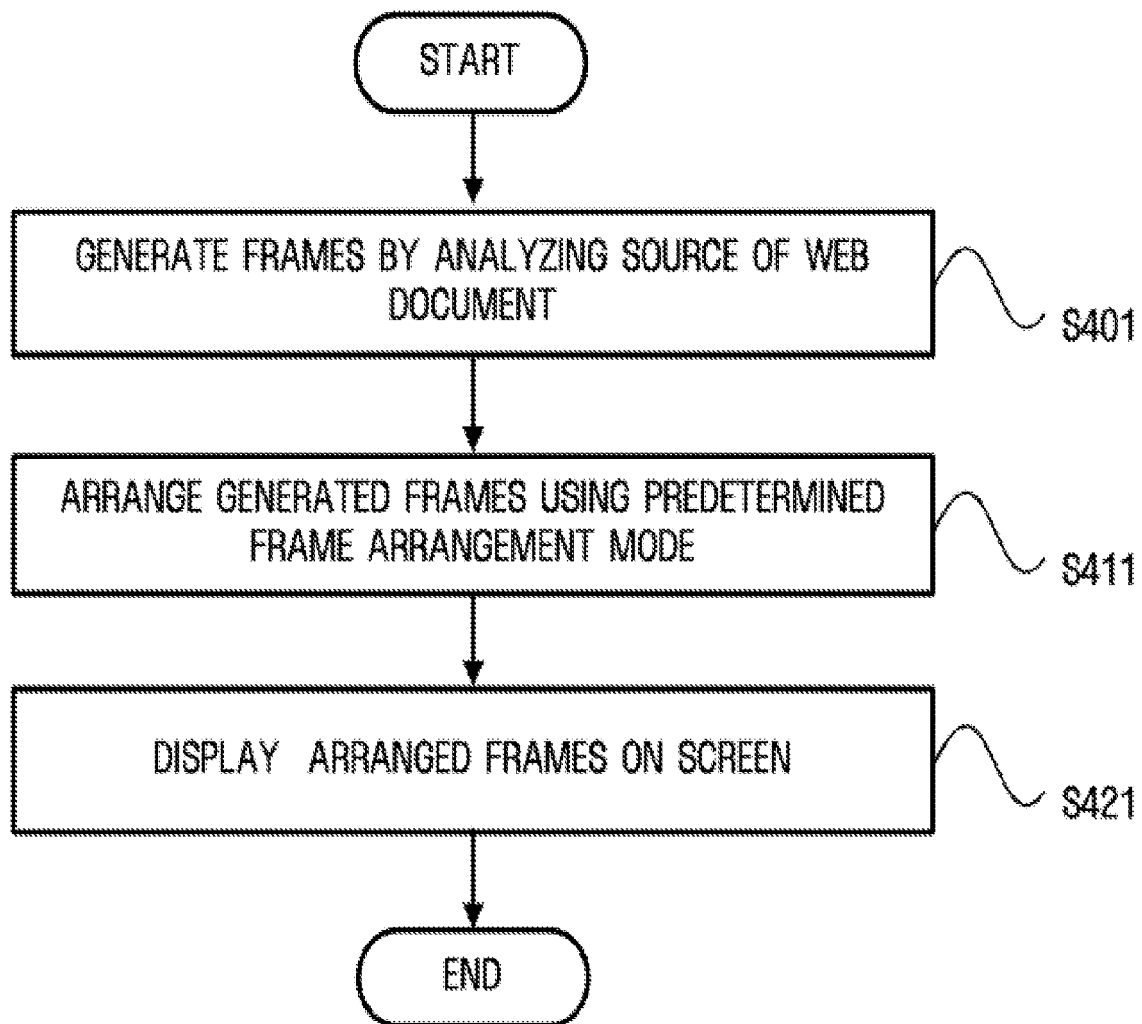 START
GENERATE FRAMES BY ANALYZING SOURCE OF WEB
DOCUMENT
S401
ARRANGE GENERATED FRAMES USING PREDETERMINED
FRAME ARRANGEMENT MODE
S411
DISPLAY ARRANGED FRAMES ON SCREEN
S421
END